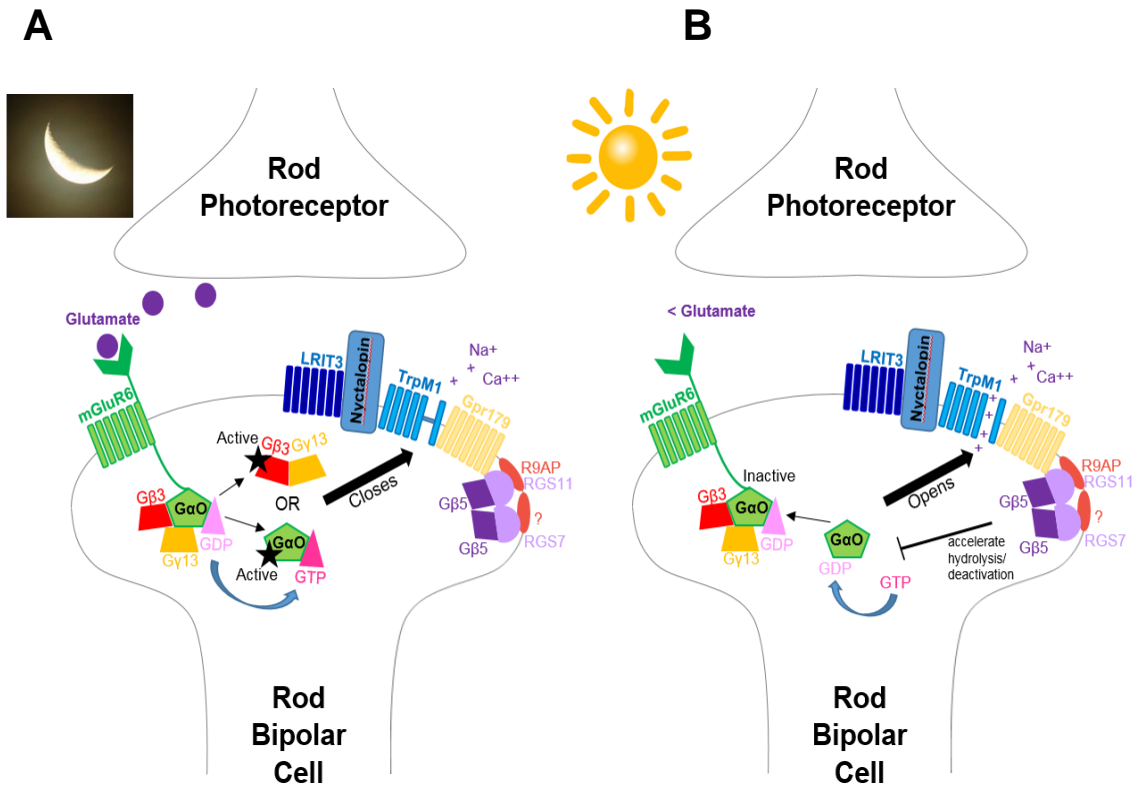 A
Rod
Photoreceptor
Glutamate
mGluR6
LRIT3
Nyctalopin
TrpM1
Na+
+
+
Ca++
Gpr179
Active
Gβ3
Gγ13
OR
Closes
Gβ3
GαO
GDP
Gγ13
GαO
Active
GTP
R9AP
RGS11
Gβ5
?
Gβ5
RGS7
Rod
Bipolar
Cell
B
Rod
Photoreceptor
< Glutamate
mGluR6
LRIT3
Nyctalopin
TrpM1
Na+
+
+
Ca++
+
+
+
+
Gpr179
Inactive
Opens
Gβ3
GαO
GDP
Gγ13
GαO
GDP
GTP
accelerate
hydrolysis/
deactivation
R9AP
RGS11
Gβ5
?
Gβ5
RGS7
Rod
Bipolar
Cell